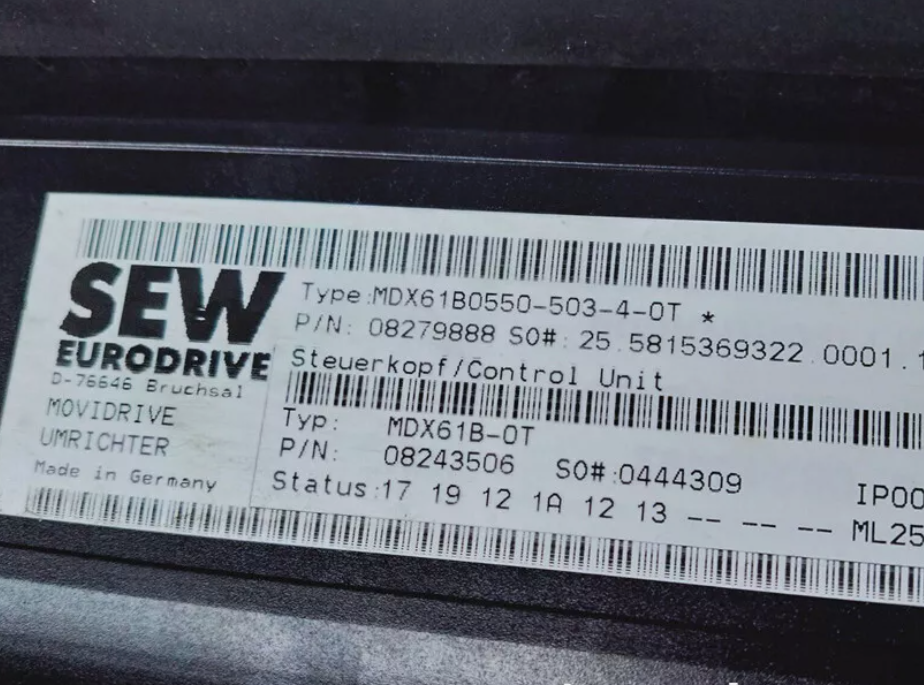 SEW
EURODRIVE
D-76646 Bruchsal
MOVIDRIVE
UMRICHTER
Made in Germany
Type:MDX61B0550-503-4-0T *
P/N: 08279888 S0#: 25.5815369322.0001.
Steuerkopf/Control Unit
Typ: MDX61B-0T
P/N: 08243506 S0#:0444309 IP00
Status:17 19 12 1A 12 13 -- -- -- ML25